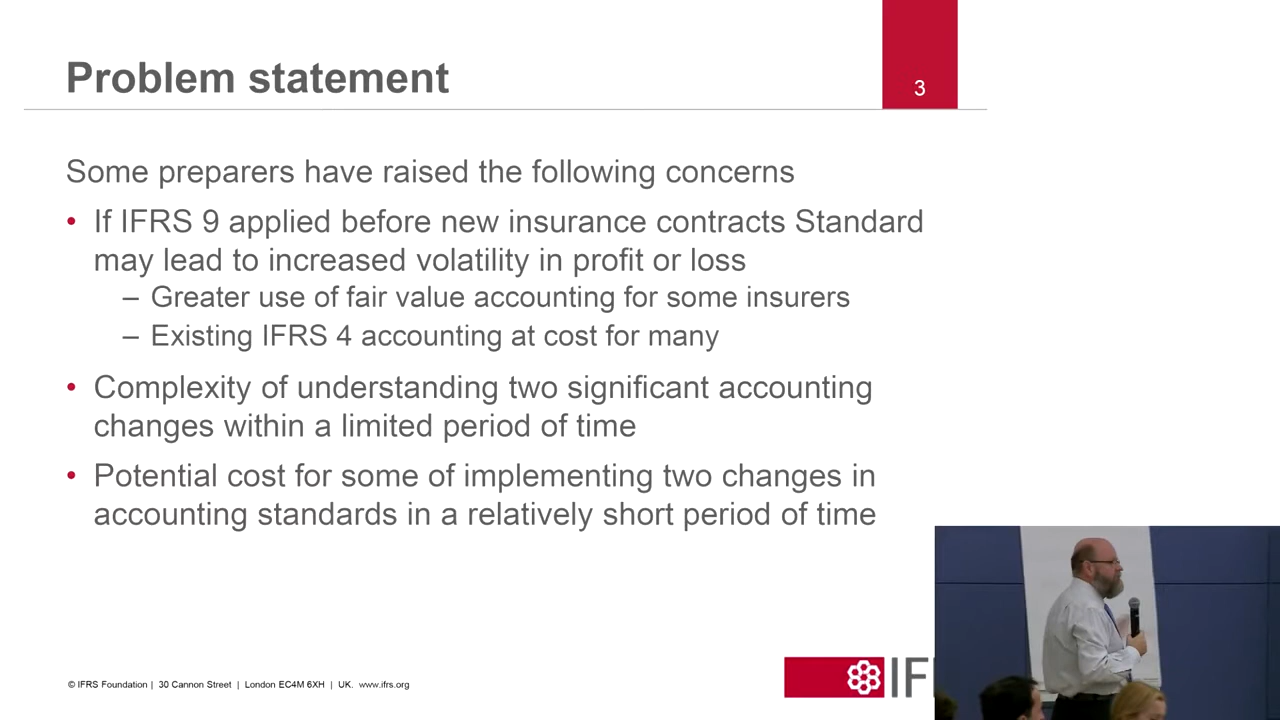 Problem statement
3
Some preparers have raised the following concerns
• If IFRS 9 applied before new insurance contracts Standard
may lead to increased volatility in profit or loss
– Greater use of fair value accounting for some insurers
– Existing IFRS 4 accounting at cost for many
• Complexity of understanding two significant accounting
changes within a limited period of time
• Potential cost for some of implementing two changes in
accounting standards in a relatively short period of time
© IFRS Foundation | 30 Cannon Street | London EC4M 6XH | UK. www.ifrs.org
IF